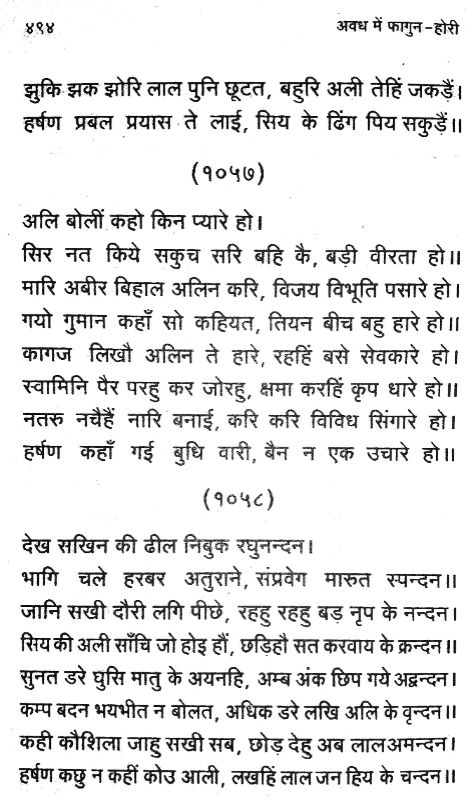 ४९४ अवध में फागुन-होरी
झुकि झक झोरि लाल पुनि छूटत, बहुरि अली तेहिं जकड़ैं।
हर्षण प्रबल प्रयास ते लाई, सिय के ढिंग पिय सकुड़ैं॥
(१०५७)
अलि बोलीं कहो किन प्यारे हो।
सिर नत किये सकुच सरि बहि कै, बड़ी वीरता हो॥
मारि अबीर बिहाल अलिन करि, विजय विभूति पसारे हो।
गयो गुमान कहाँ सो कहियत, तियन बीच बहु हारे हो॥
कागज लिखौ अलिन ते हारे, रहहिं बसे सेवकारे हो।
स्वामिनि पैर परहु कर जोरहु, क्षमा करहिं कृप धारे हो॥
नतरु नचैहैं नारि बनाई, करि करि विविध सिंगारे हो।
हर्षण कहाँ गई बुधि वारी, बैन न एक उचारे हो॥
(१०५८)
देख सखिन की ढील निबुक रघुनन्दन।
भागि चले हरबर अतुराने, संप्रवेग मारुत स्पन्दन॥
जानि सखी दौरी लगि पीछे, रहहु रहहु बड़ नृप के नन्दन।
सिय की अली साँचि जो होइ हौं, छड़िहौ सत करवाय के क्रन्दन॥
सुनत डरे घुसि मातु के अयनहि, अम्ब अंक छिप गये अद्वन्दन।
कम्प बदन भयभीत न बोलत, अधिक डरे लखि अलि के वृन्दन॥
कही कौशिला जाहु सखी सब, छोड़ देहु अब लाल अमन्दन।
हर्षण कछु न कहीं कोउ आली, लखहिं लाल जन हिय के चन्दन॥